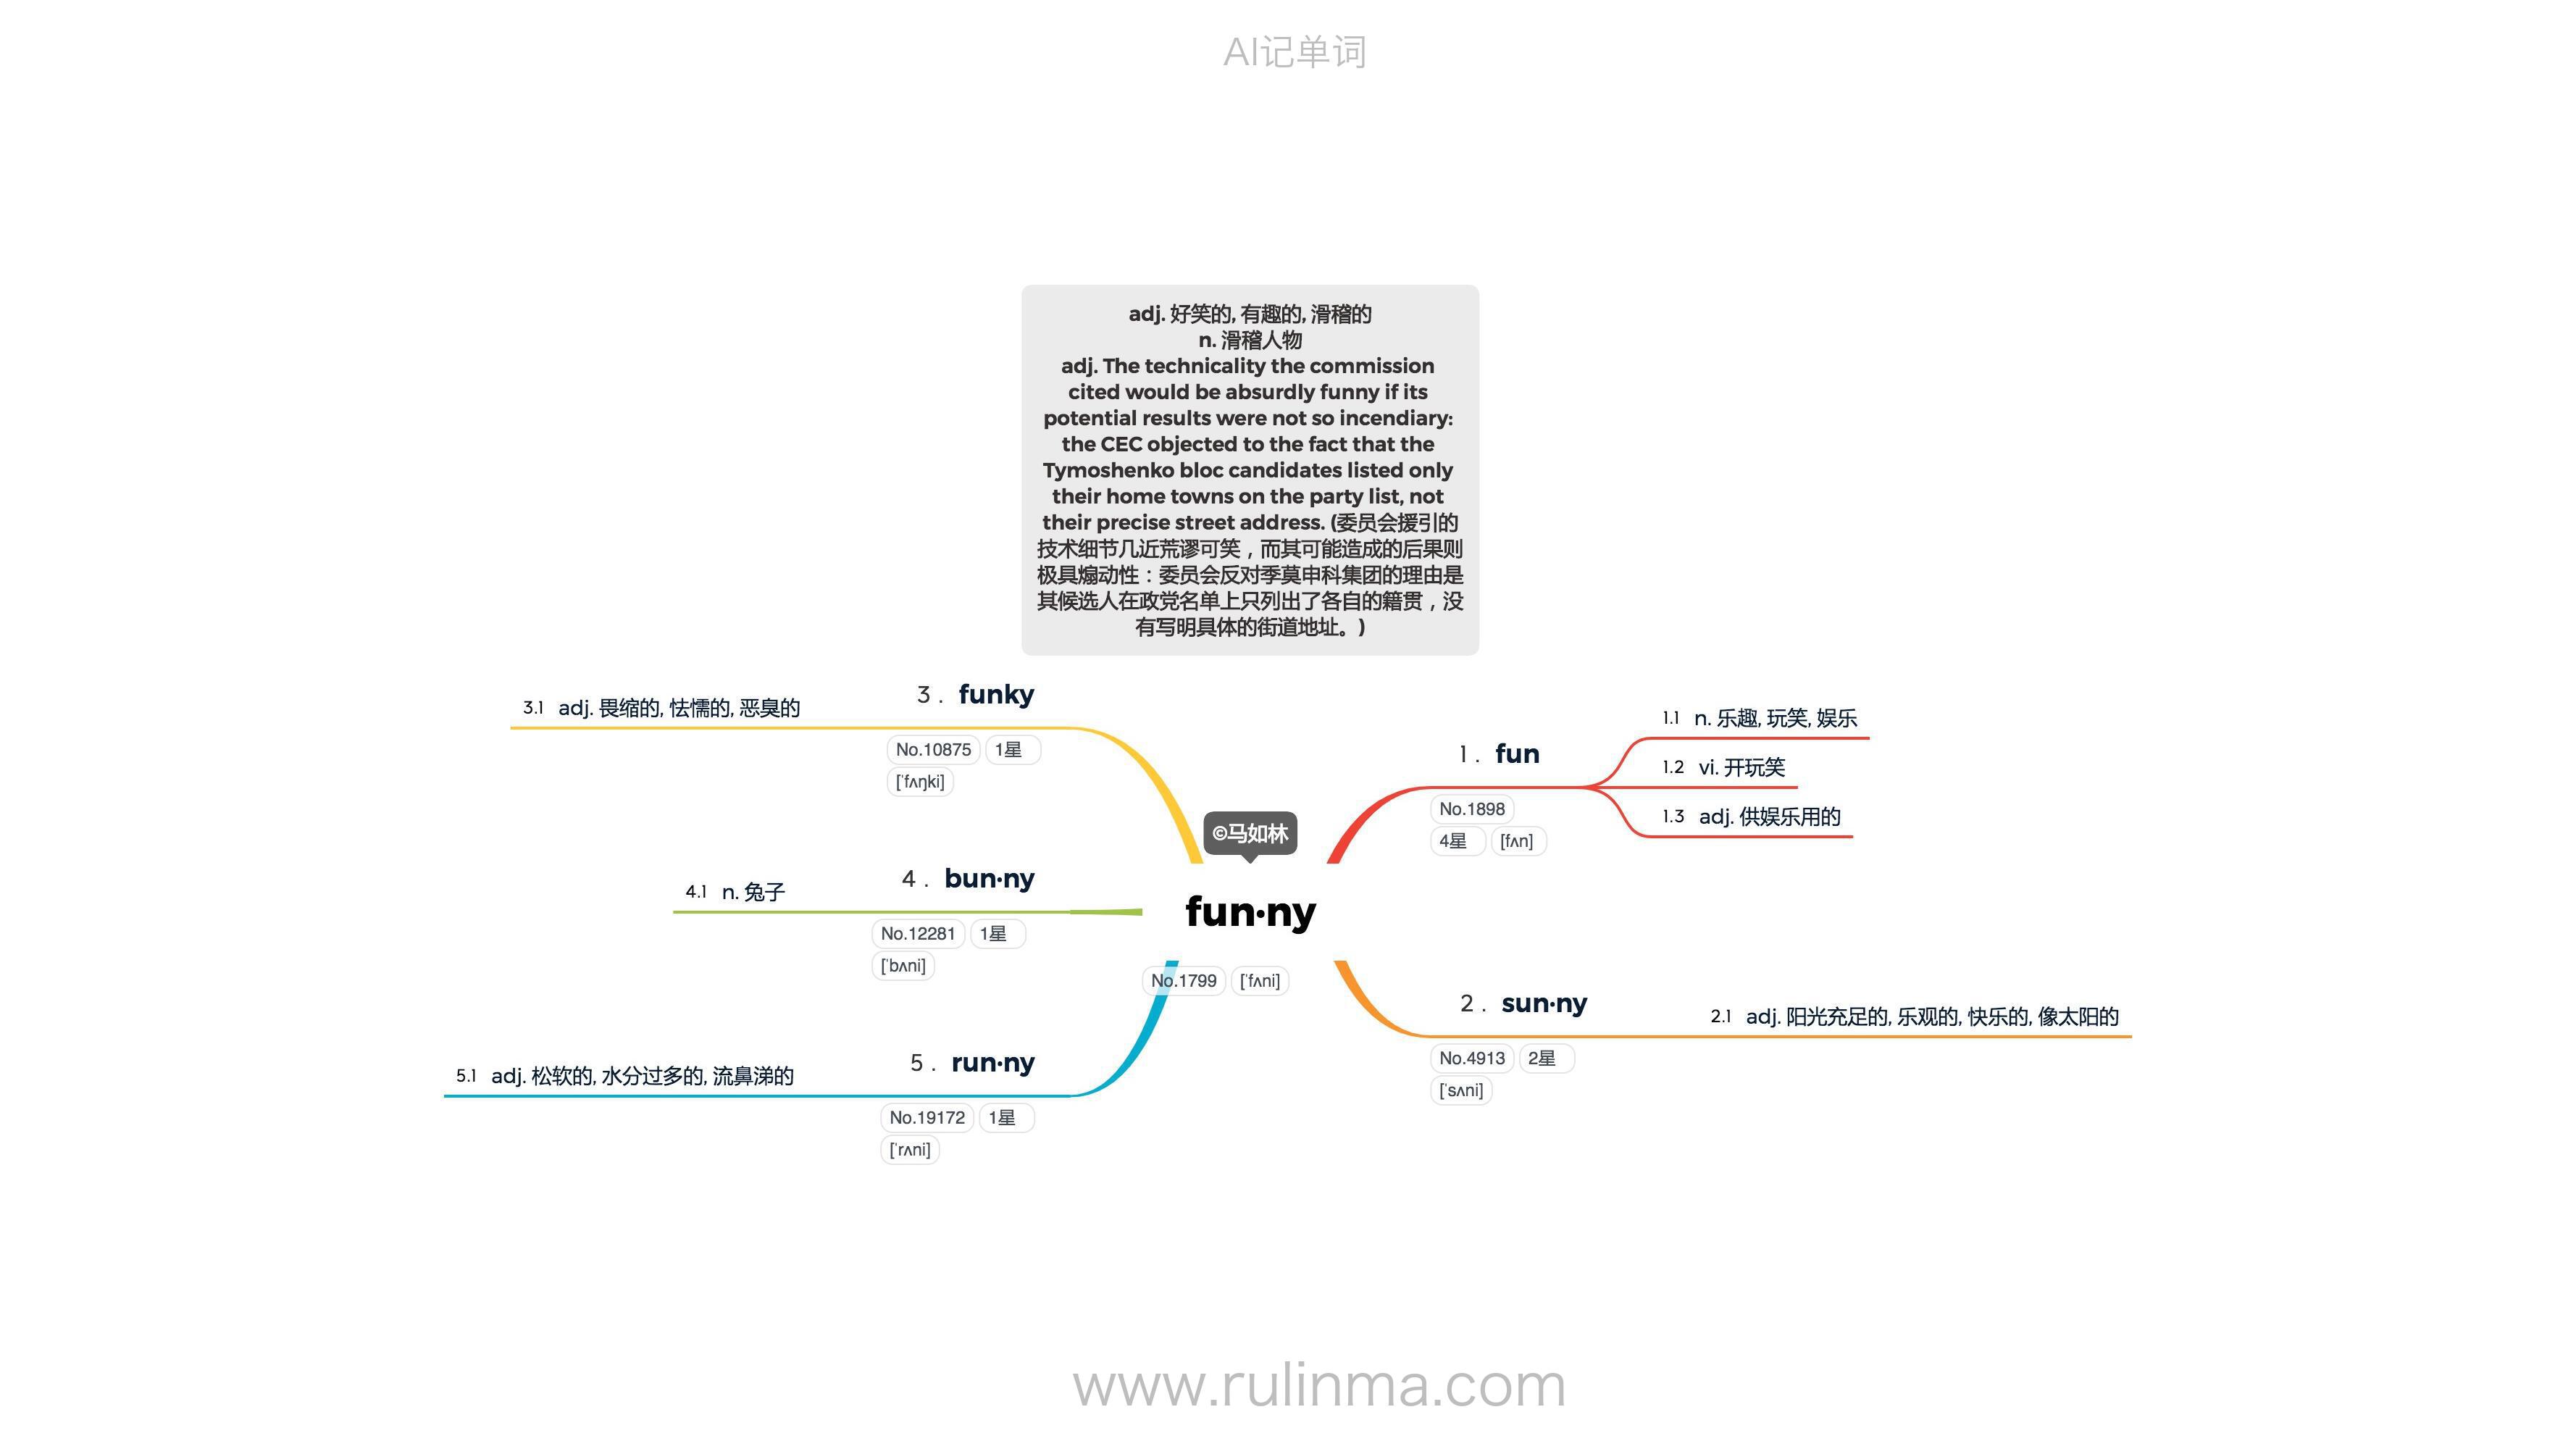 AI记单词
adj. 好笑的, 有趣的, 滑稽的
n. 滑稽人物
adj. The technicality the commission
cited would be absurdly funny if its
potential results were not so incendiary:
the CEC objected to the fact that the
Tymoshenko bloc candidates listed only
their home towns on the party list, not
their precise street address. (委员会援引的
技术细节几近荒谬可笑，而其可能造成的后果则
极具煽动性：委员会反对季莫申科集团的理由是
其候选人在政党名单上只列出了各自的籍贯，没
有写明具体的街道地址。)
©马如林
fun·ny
No.1799 ['fʌni]
1. fun
No.1898
4星 [fʌn]
1.1 n. 乐趣, 玩笑, 娱乐
1.2 vi. 开玩笑
1.3 adj. 供娱乐用的
2. sun·ny
No.4913 2星
['sʌni]
2.1 adj. 阳光充足的, 乐观的, 快乐的, 像太阳的
3. funky
No.10875 1星
['fʌŋki]
3.1 adj. 畏缩的, 怯懦的, 恶臭的
4. bun·ny
No.12281 1星
['bʌni]
4.1 n. 兔子
5. run·ny
No.19172 1星
['rʌni]
5.1 adj. 松软的, 水分过多的, 流鼻涕的
www.rulinma.com